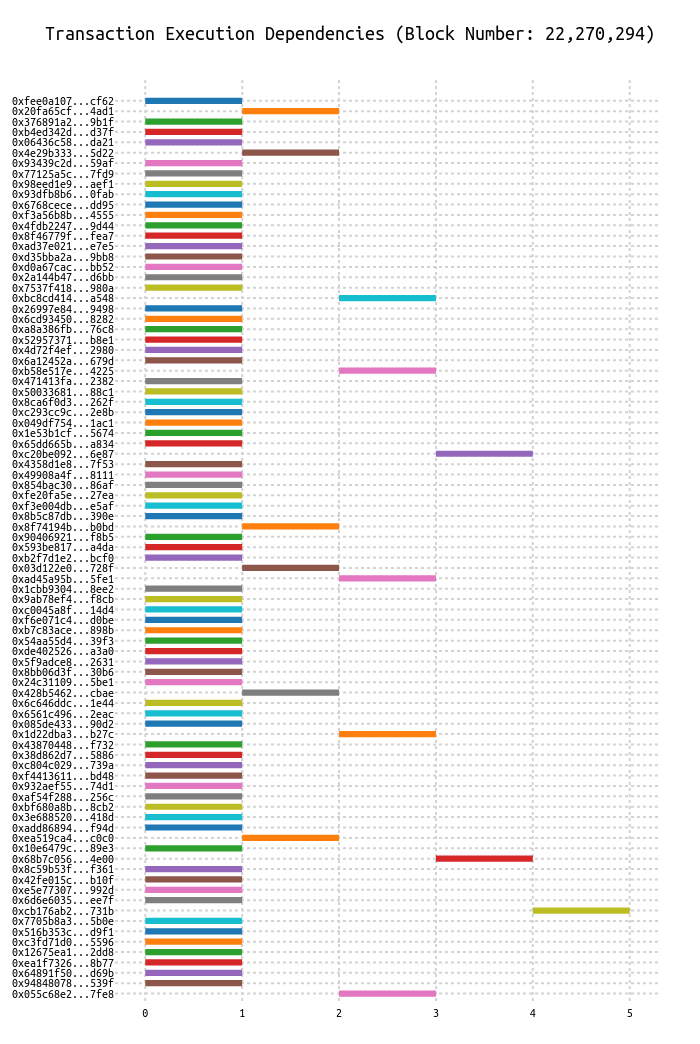 Transaction Execution Dependencies (Block Number: 22,270,294)
0xfee0a107...cf62
0x20fa65cf...4ad1
0x376891a2...9b1f
0xb4ed342d...d37f
0x06436c58...da21
0x4e29b333...5d22
0x93439c2d...59af
0x77125a5c...7fd9
0x98eed1e9...aef1
0x93dfb8b6...0fab
0x6768cece...dd95
0xf3a56b8b...4555
0x4fdb2247...9d44
0x8f46779f...fea7
0xad37e021...e7e5
0xd35bba2a...9bb8
0xd0a67cac...bb52
0x2a144b47...d6bb
0x7537f418...980a
0xbc8cd414...a548
0x26997e84...9498
0x6cd93450...8282
0xa8a386fb...76c8
0x52957371...b8e1
0x4d72f4ef...2980
0x6a12452a...679d
0xb58e517e...4225
0x471413fa...2382
0x50033681...88c1
0x8ca6f0d3...262f
0xc293cc9c...2e8b
0x049df754...1ac1
0x1e53b1cf...5674
0x65dd665b...a834
0xc20be092...6e87
0x4358d1e8...7f53
0x49908a4f...8111
0x854bac30...86af
0xfe20fa5e...27ea
0xf3e004db...e5af
0x8b5c87db...390e
0x8f74194b...b0bd
0x90406921...f8b5
0x593be817...a4da
0xb2f7d1e2...bcf0
0x03d122e0...728f
0xad45a95b...5fe1
0x1cbb9304...8ee2
0x9ab78ef4...f8cb
0xc0045a8f...14d4
0xf6e071c4...d0be
0xb7c83ace...898b
0x54aa55d4...39f3
0xde402526...a3a0
0x5f9adce8...2631
0x8bb06d3f...30b6
0x24c31109...5be1
0x428b5462...cbae
0x6c646ddc...1e44
0x6561c496...2eac
0x085de433...90d2
0x1d22dba3...b27c
0x43870448...f732
0x38d862d7...5886
0xc804c029...739a
0xf4413611...bd48
0x932aef55...74d1
0xaf54f288...256c
0xbf680a8b...8cb2
0x3e688520...418d
0xadd86894...f94d
0xea519ca4...c0c0
0x10e6479c...89e3
0x68b7c056...4e00
0x8c59b53f...f361
0x42fe015c...b10f
0xe5e77307...992d
0x6d6e6035...ee7f
0xcb176ab2...731b
0x7705b8a3...5b0e
0x516b353c...d9f1
0xc3fd71d0...5596
0x12675ea1...2dd8
0xea1f7326...8b77
0x64891f50...d69b
0x94848078...539f
0x055c68e2...7fe8
0 1 2 3 4 5